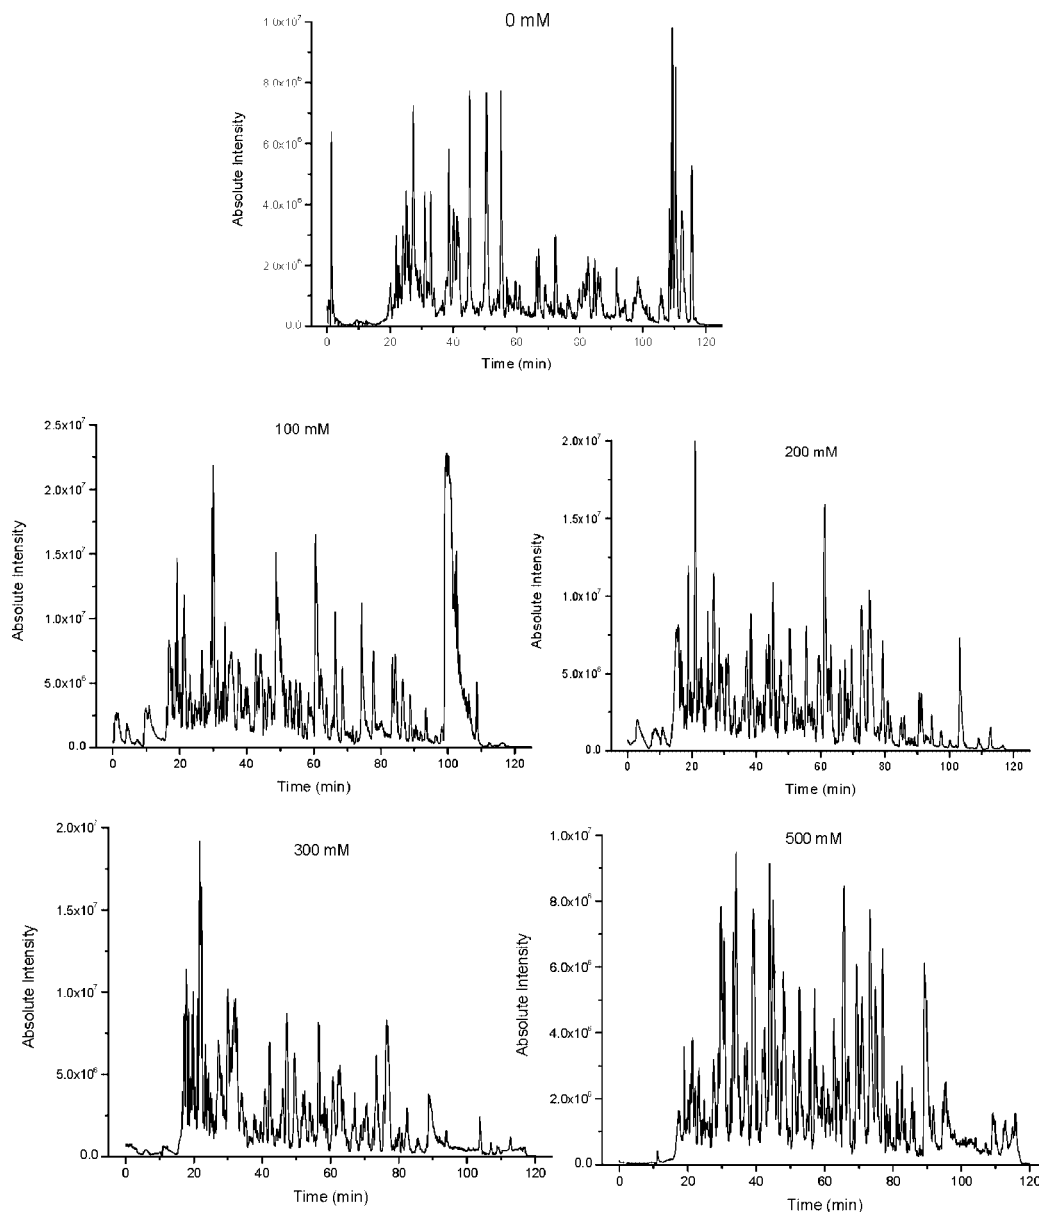 0 mM
1.0x10⁷
8.0x10⁶
6.0x10⁶
4.0x10⁶
2.0x10⁶
0.0
Absolute Intensity
0 20 40 60 80 100 120
Time (min)
100 mM
2.5x10⁷
2.0x10⁷
1.5x10⁷
1.0x10⁷
5.0x10⁶
0.0
Absolute Intensity
0 20 40 60 80 100 120
Time (min)
200 mM
2.0x10⁷
1.5x10⁷
1.0x10⁷
5.0x10⁶
0.0
Absolute Intensity
0 20 40 60 80 100 120
Time (min)
300 mM
2.0x10⁷
1.5x10⁷
1.0x10⁷
5.0x10⁶
0.0
Absolute Intensity
0 20 40 60 80 100 120
Time (min)
500 mM
1.0x10⁷
8.0x10⁶
6.0x10⁶
4.0x10⁶
2.0x10⁶
0.0
Absolute Intensity
0 20 40 60 80 100 120
Time (min)